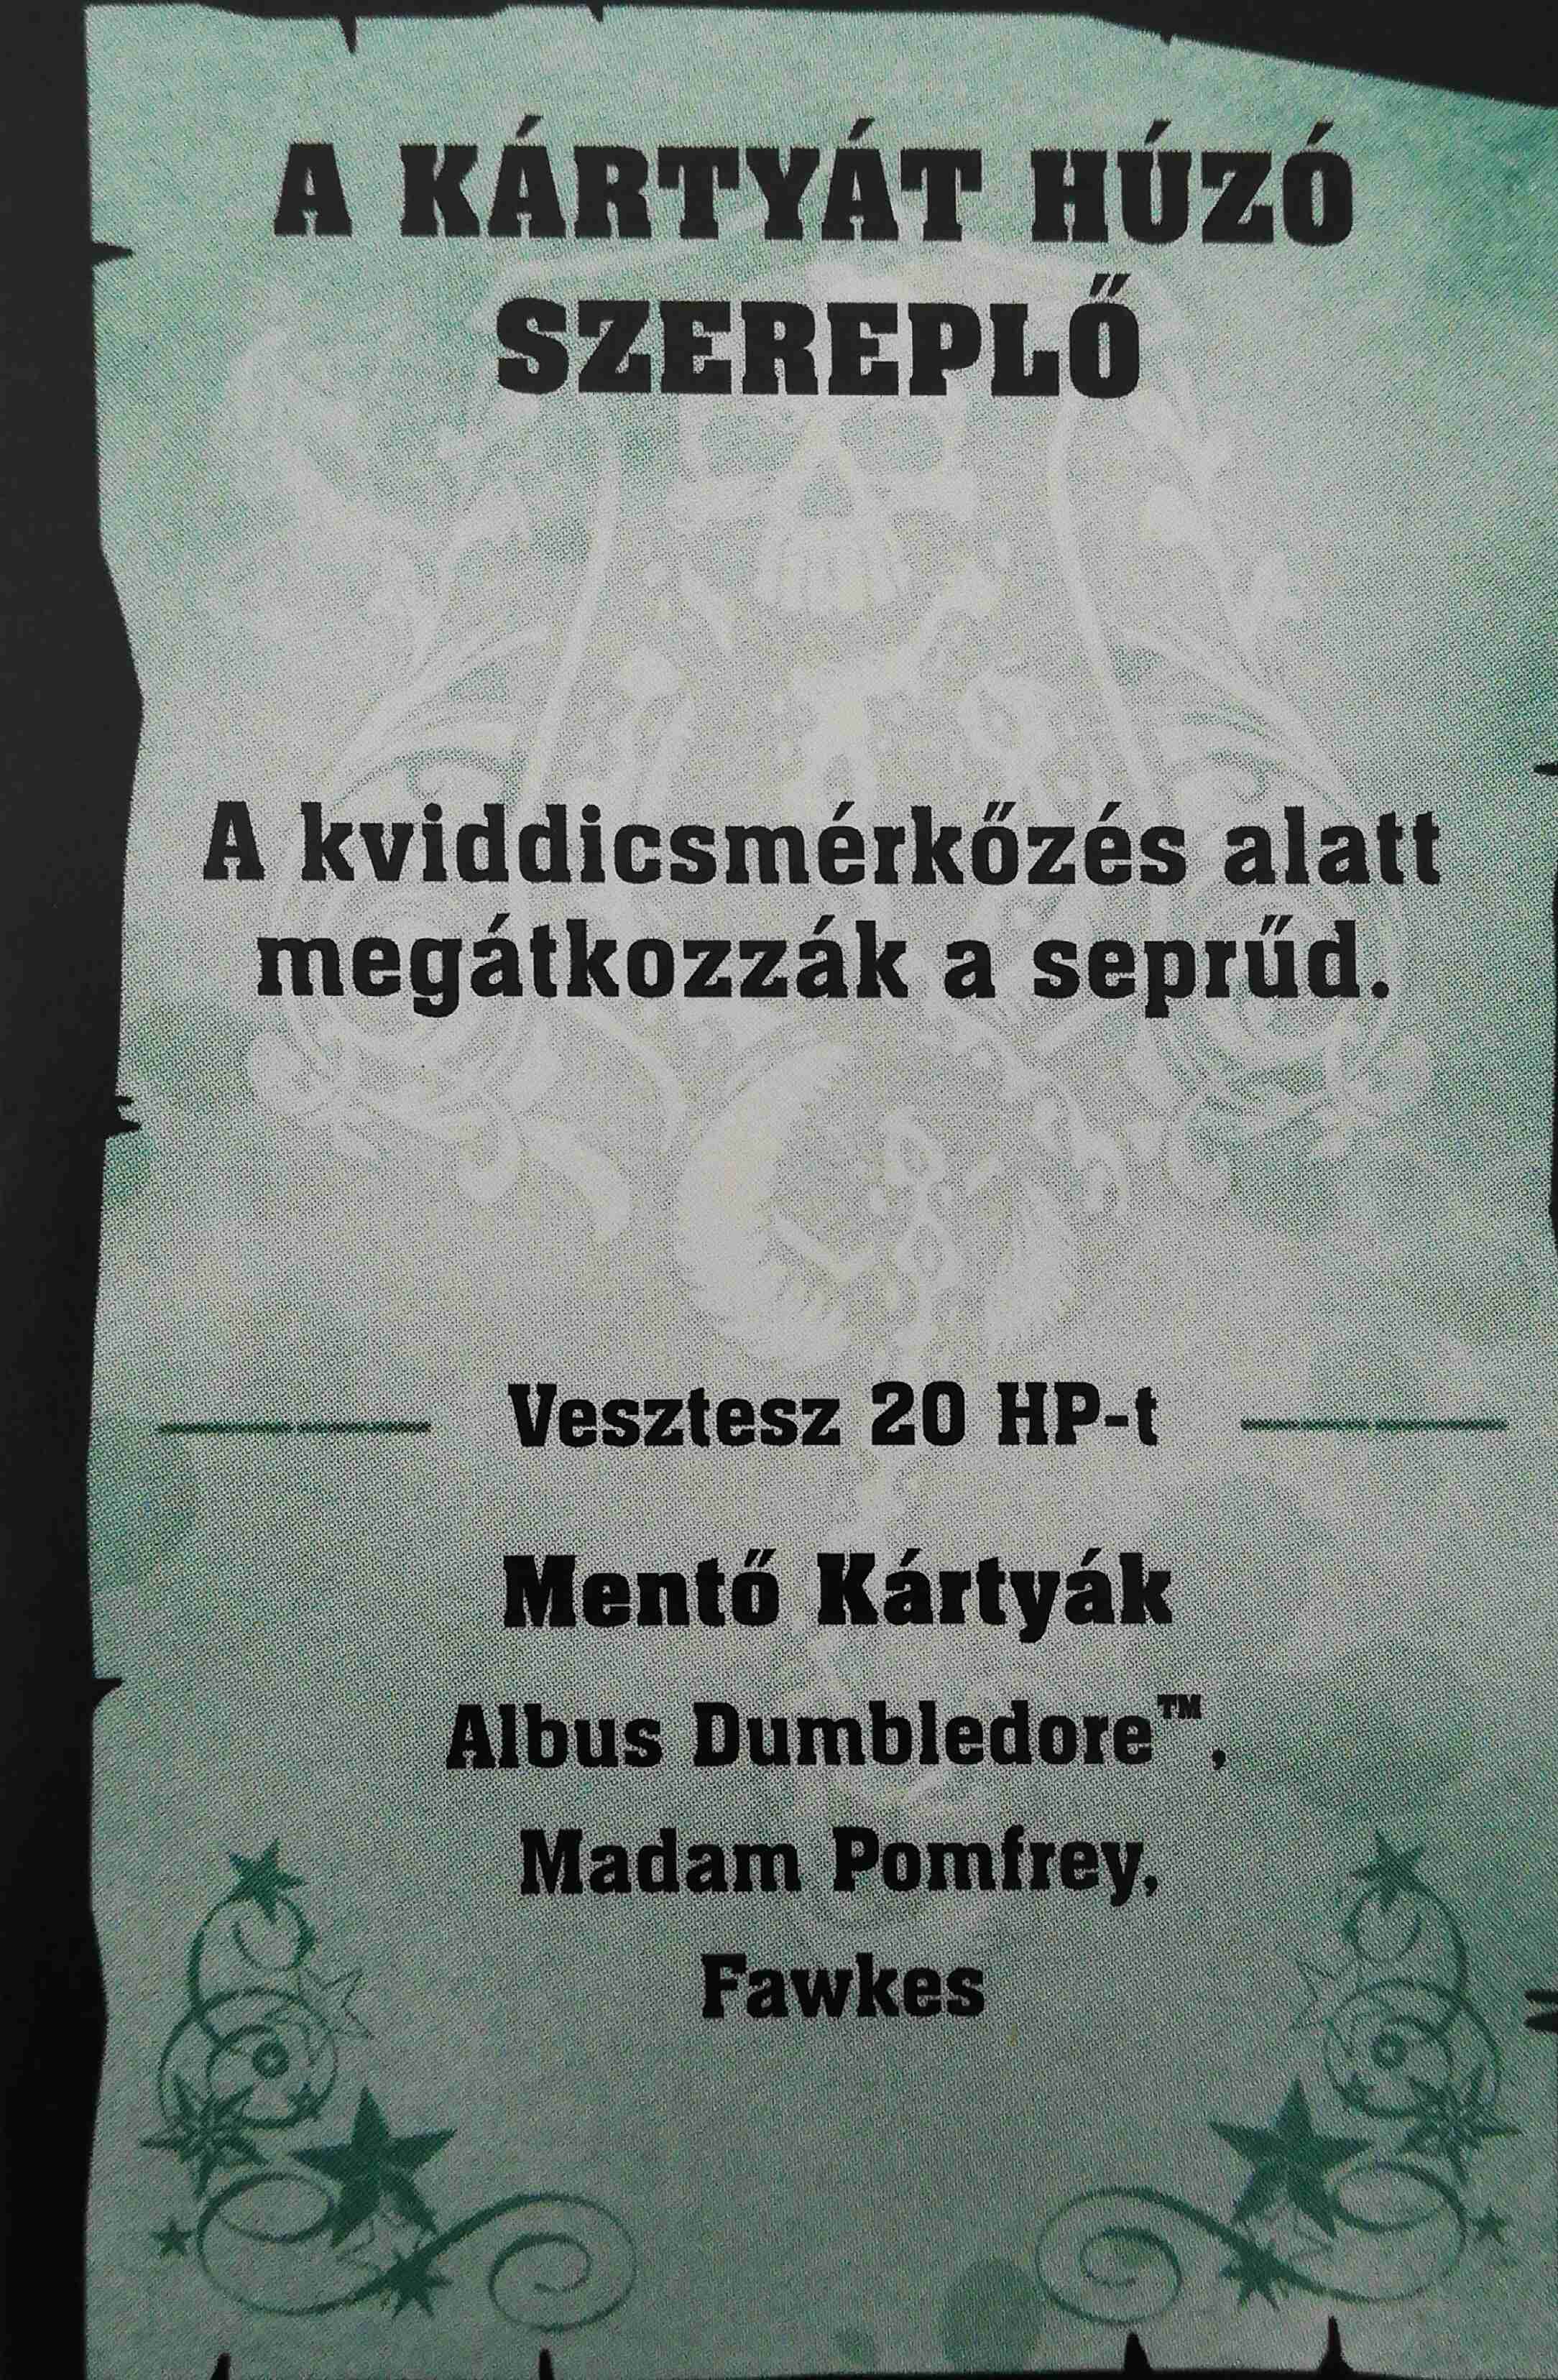 A KÁRTYÁT HÚZÓ
SZEREPLŐ
A kviddicsmérkőzés alatt
megátkozzák a seprűd.
Vesztesz 20 HP-t
Mentő Kártyák
Albus Dumbledore™,
Madam Pomfrey,
Fawkes